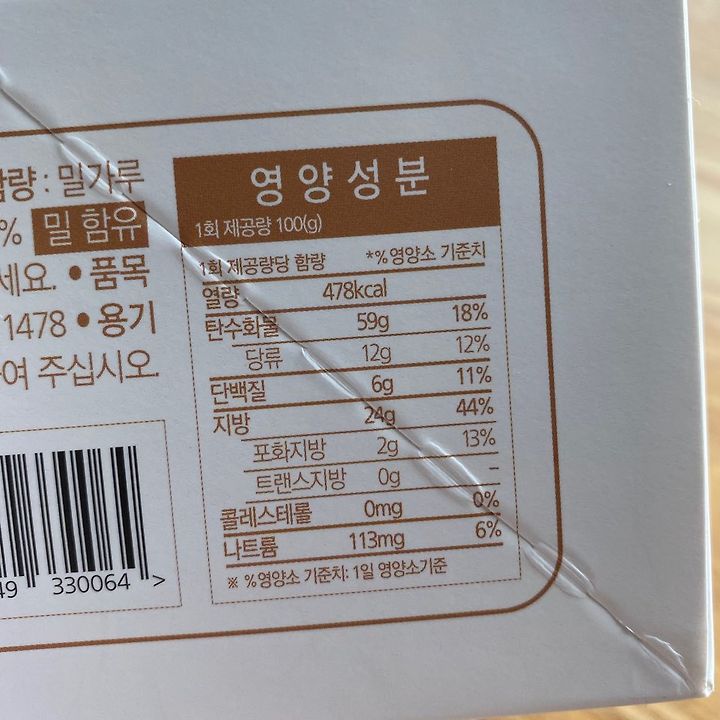 함량 : 밀가루
% 밀 함유
세요. • 품목
1478 • 용기
여 주십시오.
49 330064 >
영양성분
1회 제공량 100(g)
1회 제공량당 함량 *%영양소 기준치
열량 478kcal
탄수화물 59g 18%
당류 12g 12%
단백질 6g 11%
지방 24g 44%
포화지방 2g 13%
트랜스지방 0g -
콜레스테롤 0mg 0%
나트륨 113mg 6%
※ %영양소 기준치: 1일 영양소기준